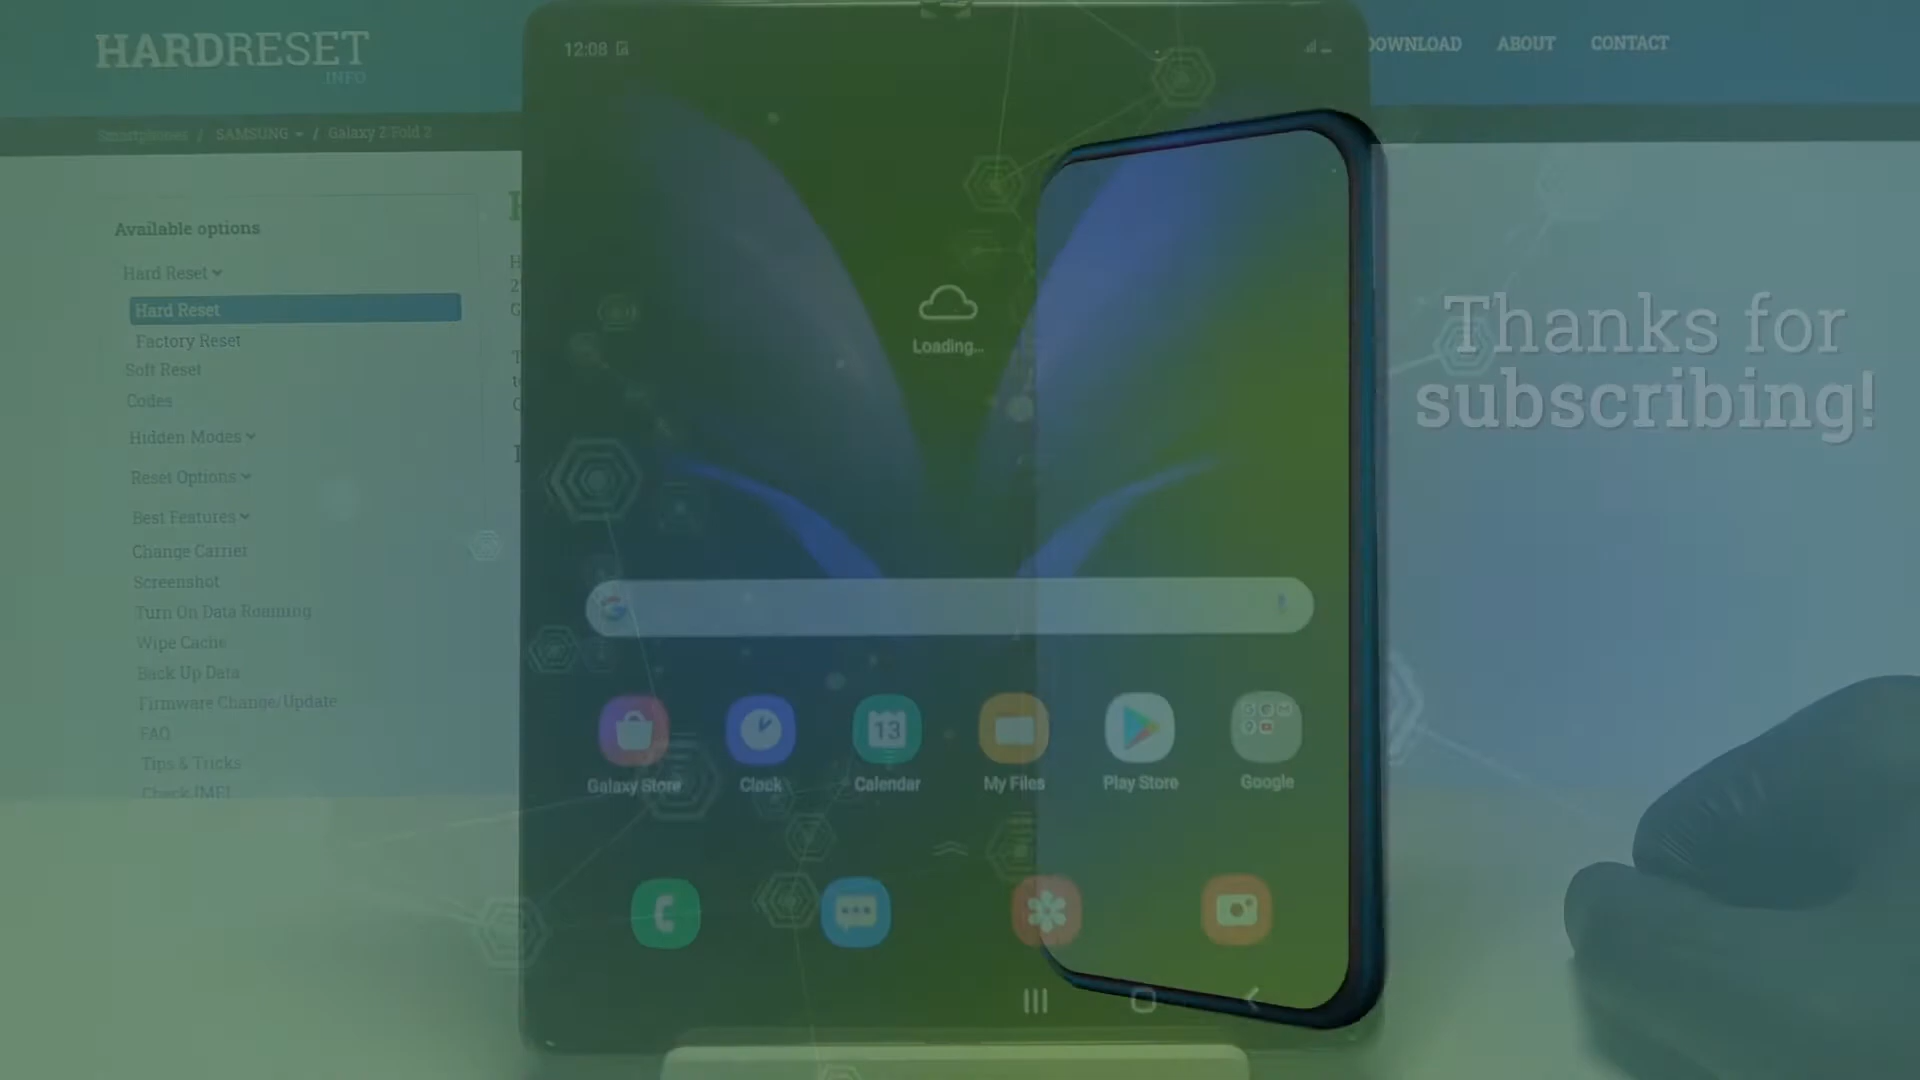 HARDRESET
.INFO
DOWNLOAD
ABOUT
CONTACT
Smartphones / SAMSUNG / Galaxy Z Fold 2
12:08
Available options
Hard Reset
Hard Reset
Factory Reset
Soft Reset
Codes
Hidden Modes
Reset Options
Best Features
Change Carrier
Screenshot
Turn On Data Roaming
Wipe Cache
Back Up Data
Firmware Change/Update
FAQ
Tips & Tricks
Check IMEI
Loading...
Thanks for
subscribing!
13
Galaxy Store
Clock
Calendar
My Files
Play Store
Google